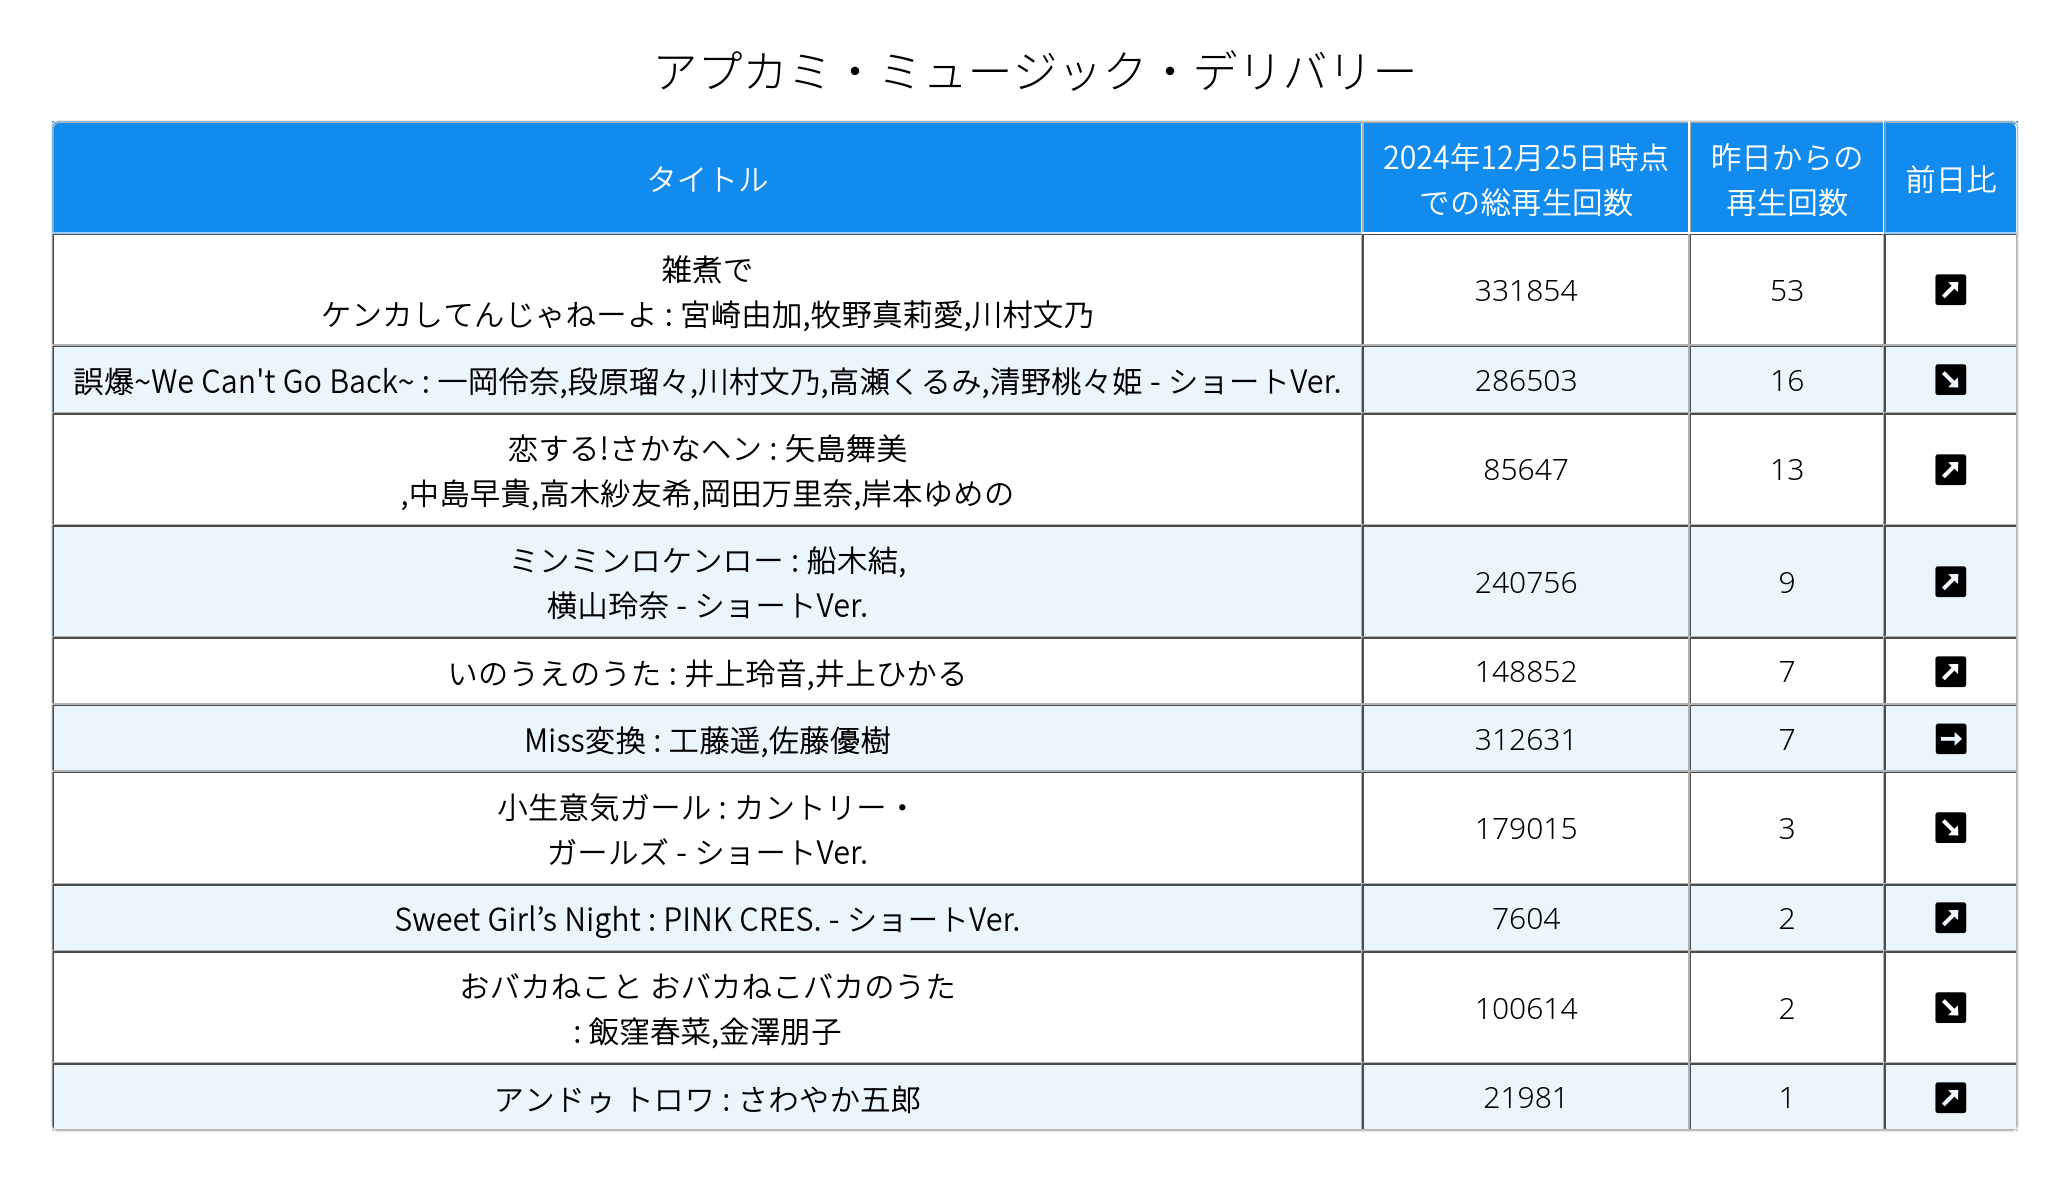 アプカミ・ミュージック・デリバリー
タイトル
2024年12月25日時点
での総再生回数
昨日からの
再生回数
前日比
雑煮で
ケンカしてんじゃねーよ : 宮崎由加,牧野真莉愛,川村文乃
331854
53
誤爆~We Can't Go Back~ : 一岡伶奈,段原瑠々,川村文乃,高瀬くるみ,清野桃々姫 - ショートVer.
286503
16
恋する!さかなヘン : 矢島舞美
,中島早貴,高木紗友希,岡田万里奈,岸本ゆめの
85647
13
ミンミンロケンロー : 船木結,
横山玲奈 - ショートVer.
240756
9
いのうえのうた : 井上玲音,井上ひかる
148852
7
Miss変換 : 工藤遥,佐藤優樹
312631
7
小生意気ガール : カントリー・
ガールズ - ショートVer.
179015
3
Sweet Girl’s Night : PINK CRES. - ショートVer.
7604
2
おバカねこと おバカねこバカのうた
: 飯窪春菜,金澤朋子
100614
2
アンドゥ トロワ : さわやか五郎
21981
1